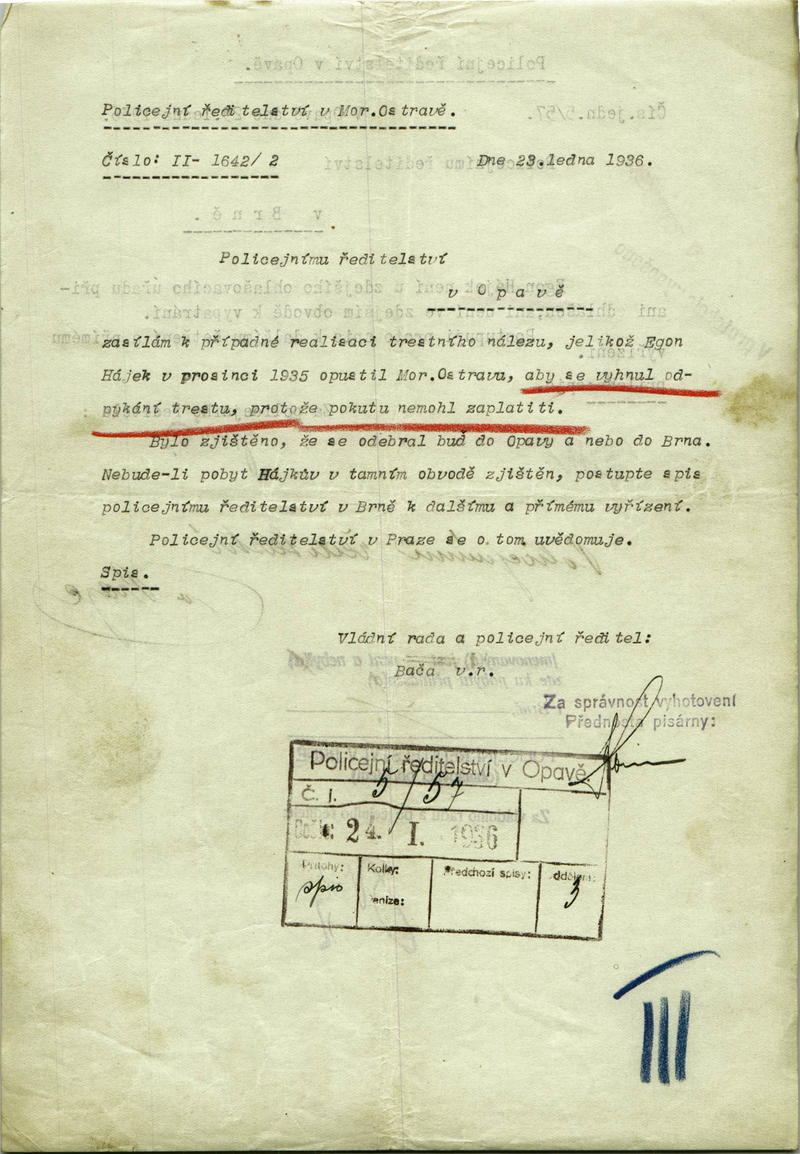 Policejní ředitelství v Mor.Ostravě.
Číslo: II- 1642/ 2 Dne 23.ledna 1936.
Policejnímu ředitelství
v Opavě
zasílám k případné realisaci trestního nálezu, jelikož Egon
Hájek v prosinci 1935 opustil Mor.Ostravu, aby se vyhnul od-
pykání trestu, protože pokutu nemohl zaplatiti.
Bylo zjištěno, že se odebral buď do Opavy a nebo do Brna.
Nebude-li pobyt Hájkův v tamním obvodě zjištěn, postupte spis
policejnímu ředitelství v Brně k dalšímu a přímému vyřízení.
Policejní ředitelství v Praze se o tom uvědomuje.
Spis.
Vládní rada a policejní ředitel:
Bača v.r.
Za správnost vyhotovení
Přednosta písárny:
Policejní ředitelství v Opavě
Č. j. 5/57
24. I. 1936
Přílohy: Kolky: Předchozí spisy:
spis 3
III